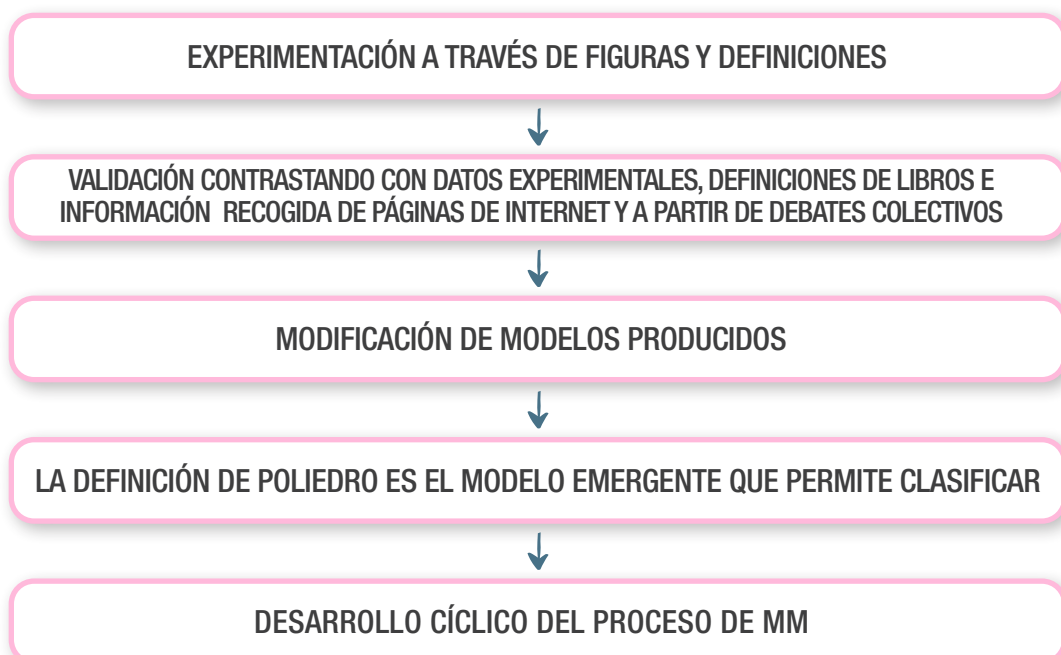 EXPERIMENTACIÓN A TRAVÉS DE FIGURAS Y DEFINICIONES
VALIDACIÓN CONTRASTANDO CON DATOS EXPERIMENTALES, DEFINICIONES DE LIBROS E
INFORMACIÓN RECOGIDA DE PÁGINAS DE INTERNET Y A PARTIR DE DEBATES COLECTIVOS
MODIFICACIÓN DE MODELOS PRODUCIDOS
LA DEFINICIÓN DE POLIEDRO ES EL MODELO EMERGENTE QUE PERMITE CLASIFICAR
DESARROLLO CÍCLICO DEL PROCESO DE MM